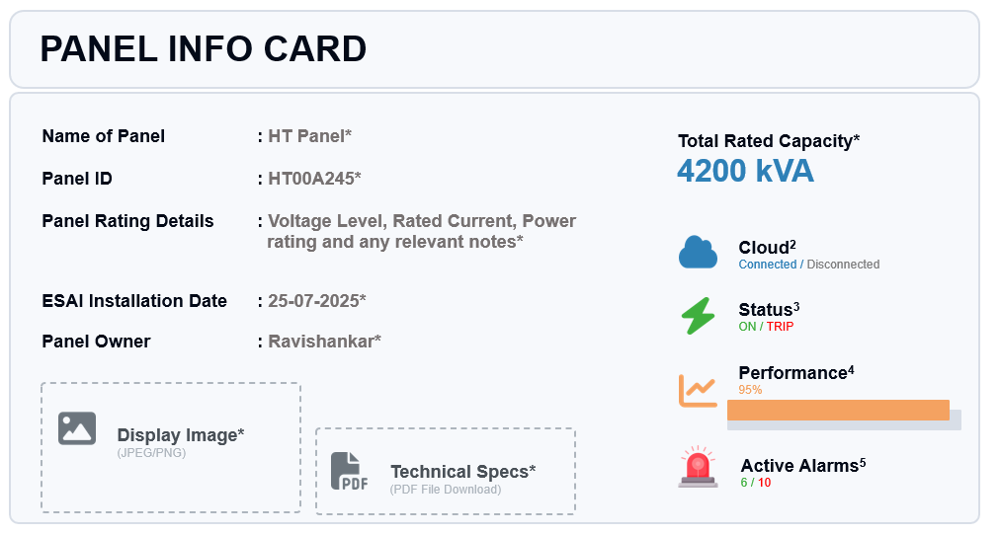 PANEL INFO CARD
Name of Panel : HT Panel*
Panel ID : HT00A245*
Panel Rating Details : Voltage Level, Rated Current, Power
rating and any relevant notes*
ESAI Installation Date : 25-07-2025*
Panel Owner : Ravishankar*
Display Image*
(JPEG/PNG)
PDF
Technical Specs*
(PDF File Download)
Total Rated Capacity*
4200 kVA
Cloud²
Connected / Disconnected
Status³
ON / TRIP
Performance⁴
95%
Active Alarms⁵
6 / 10